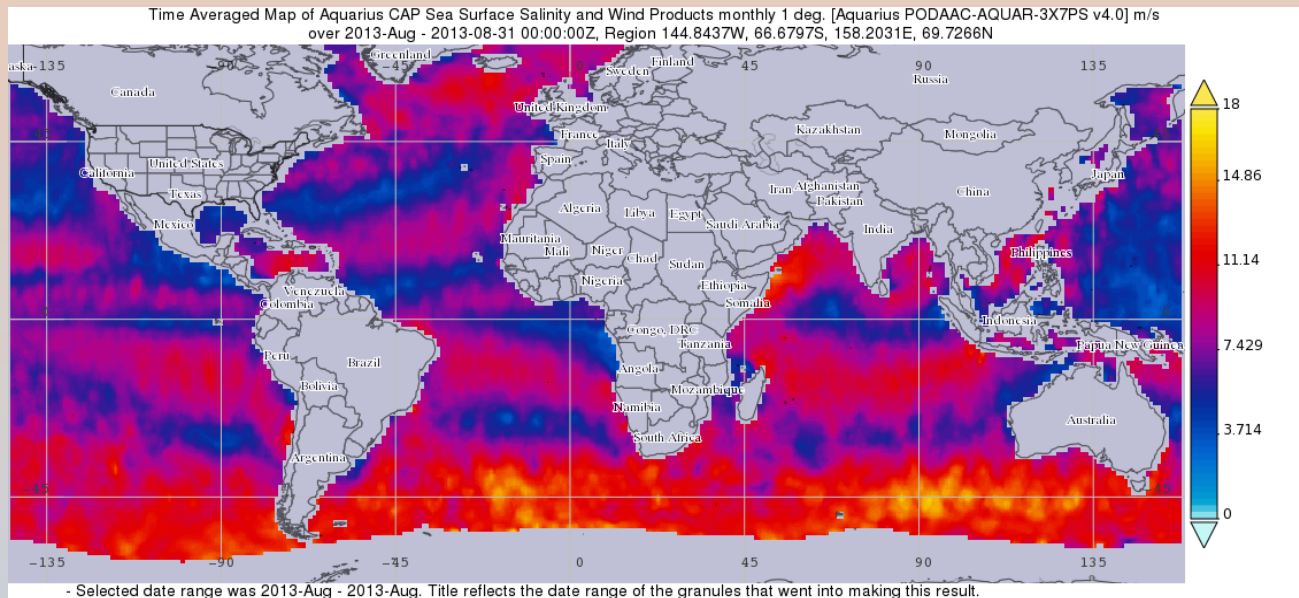 Time Averaged Map of Aquarius CAP Sea Surface Salinity and Wind Products monthly 1 deg. [Aquarius PODAAC-AQUAR-3X7PS v4.0] m/s
over 2013-Aug - 2013-08-31 00:00:00Z, Region 144.8437W, 66.6797S, 158.2031E, 69.7266N
Greenland
Finland
aska -135 -90 -45 0 Sweden 45 90 135
Russia
Canada
18
United Kingdom
Kazakhstan Mongolia
France
Italy
United States Spain
California Japan
14.86
Texas Iran Afghanistan China
Pakistan
Algeria Libya Egypt
Mexico Saudi Arabia India
Mauritania
Mali Niger Chad Philippines
11.14
Sudan
Venezuela Nigeria Ethiopia
Colombia Somalia
Indonesia
Congo, DRC
Tanzania Papua New Guinea
7.429
Peru Brazil
Angola
Bolivia Mozambique
Namibia Australia
3.714
South Africa
Argentina
-45 -45
0
-135 -90 -45 0 45 90 135
- Selected date range was 2013-Aug - 2013-Aug. Title reflects the date range of the granules that went into making this result.